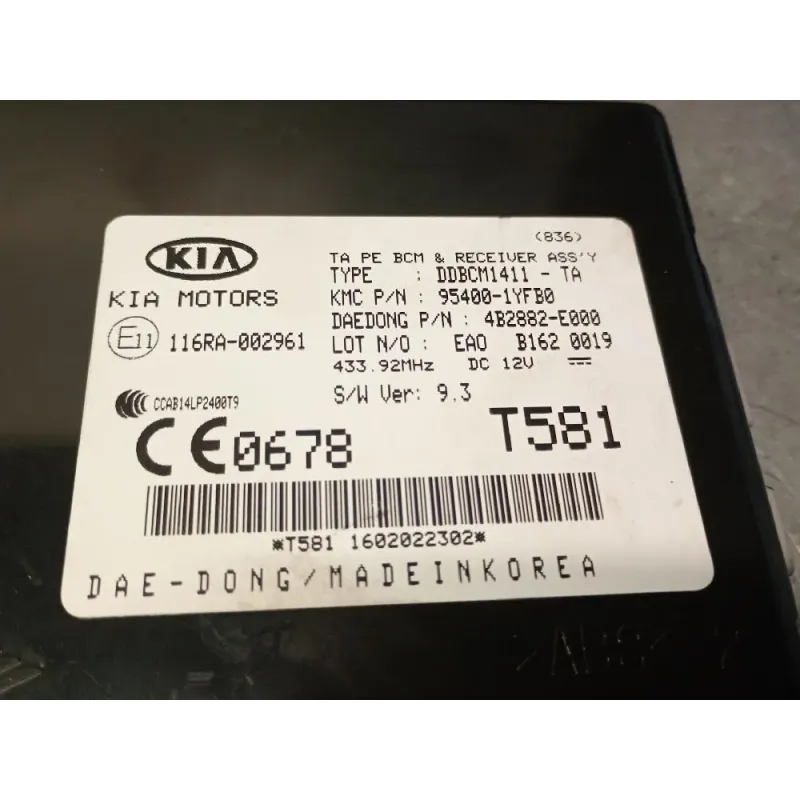 (836)
KIA
KIA MOTORS
E11 116RA-002961
CCAB14LP2400T9
CE0678
TA PE BCM & RECEIVER ASS'Y
TYPE : DDBCM1411 - TA
KMC P/N : 95400-1YFB0
DAEDONG P/N : 4B2882-E000
LOT N/O : EAO B162 0019
433.92MHz DC 12V
S/W Ver: 9.3
T581
*T581 1602022302*
DAE-DONG/MADEINKOREA